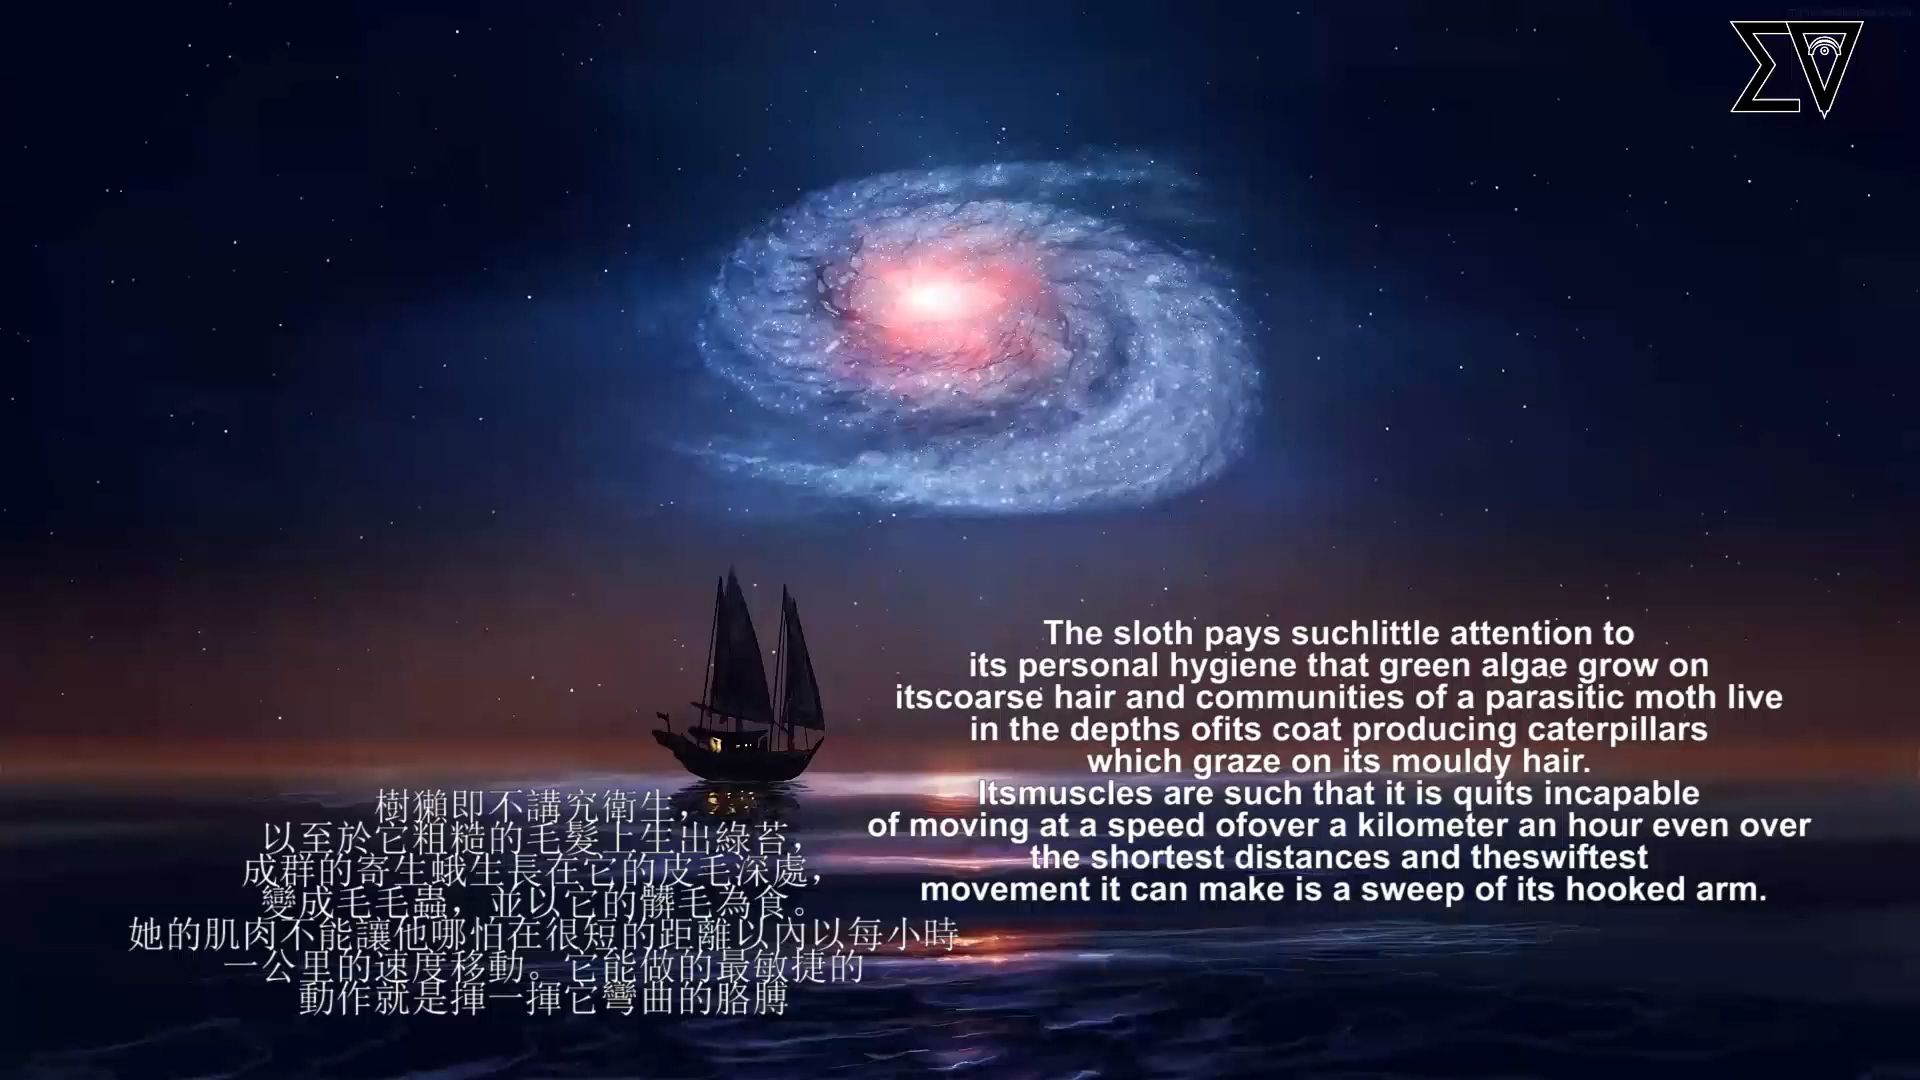 The sloth pays suchlittle attention to
its personal hygiene that green algae grow on
itscoarse hair and communities of a parasitic moth live
in the depths ofits coat producing caterpillars
which graze on its mouldy hair.
Itsmuscles are such that it is quits incapable
of moving at a speed ofover a kilometer an hour even over
the shortest distances and theswiftest
movement it can make is a sweep of its hooked arm.
樹獺即不講究衛生，
以至於它粗糙的毛髮上生出綠苔，
成群的寄生蛾生長在它的皮毛深處，
變成毛毛蟲，並以它的髒毛為食。
她的肌肉不能讓他哪怕在很短的距離以內以每小時
一公里的速度移動。它能做的最敏捷的
動作就是揮一揮它彎曲的胳膊